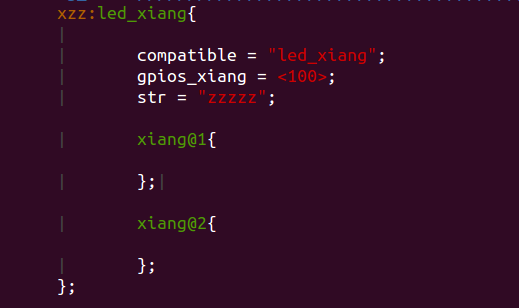 xzz:led_xiang{
compatible = "led_xiang";
gpios_xiang = <100>;
str = "zzzzz";
xiang@1{
};
xiang@2{
};
};